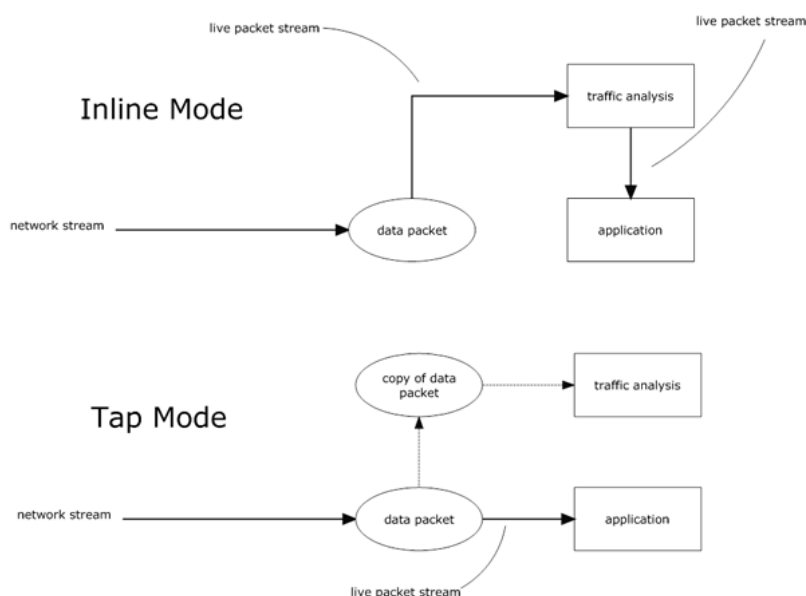 live packet stream
live packet stream
Inline Mode
traffic analysis
network stream
data packet
application
copy of data
packet
traffic analysis
Tap Mode
network stream
data packet
application
live packet stream